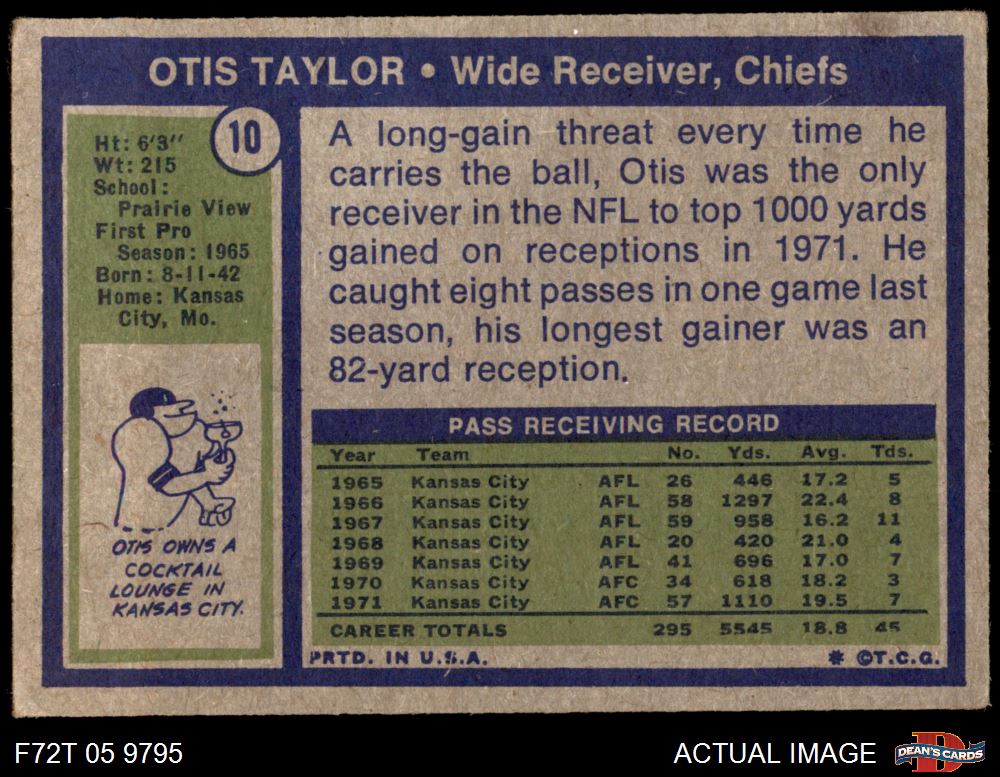 OTIS TAYLOR • Wide Receiver, Chiefs
10
Ht: 6'3''
Wt: 215
School:
Prairie View
First Pro
Season: 1965
Born: 8-11-42
Home: Kansas
City, Mo.
OTIS OWNS A
COCKTAIL
LOUNGE IN
KANSAS CITY.
A long-gain threat every time he
carries the ball, Otis was the only
receiver in the NFL to top 1000 yards
gained on receptions in 1971. He
caught eight passes in one game last
season, his longest gainer was an
82-yard reception.
PASS RECEIVING RECORD
Year Team No. Yds. Avg. Tds.
1965 Kansas City AFL 26 446 17.2 5
1966 Kansas City AFL 58 1297 22.4 8
1967 Kansas City AFL 59 958 16.2 11
1968 Kansas City AFL 20 420 21.0 4
1969 Kansas City AFL 41 696 17.0 7
1970 Kansas City AFC 34 618 18.2 3
1971 Kansas City AFC 57 1110 19.5 7
CAREER TOTALS 295 5545 18.8 45
PRTD. IN U.S.A. * ©T.C.G.
F72T 05 9795
ACTUAL IMAGE
D
DEAN'S CARDS